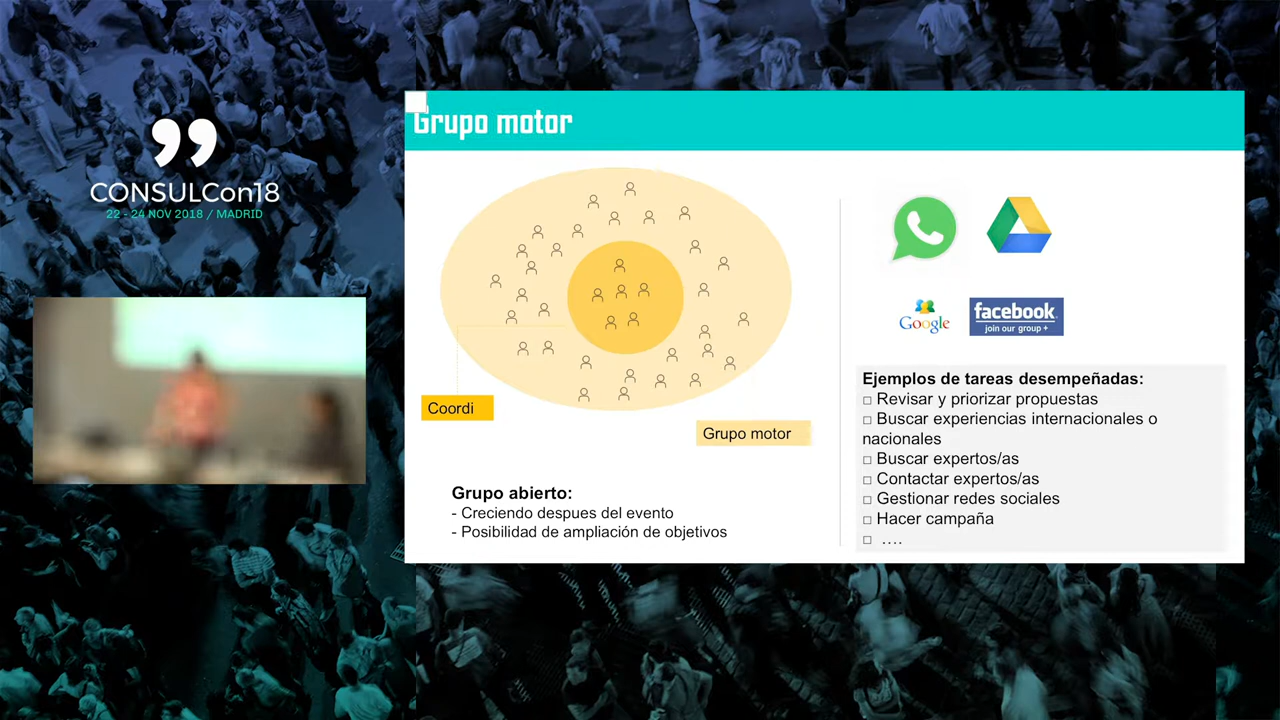 CONSULCon18
22 - 24 NOV 2018 / MADRID
Grupo motor
Coordi
Grupo motor
Grupo abierto:
- Creciendo despues del evento
- Posibilidad de ampliación de objetivos
Google
facebook
join our group +
Ejemplos de tareas desempeñadas:
□ Revisar y priorizar propuestas
□ Buscar experiencias internacionales o
nacionales
□ Buscar expertos/as
□ Contactar expertos/as
□ Gestionar redes sociales
□ Hacer campaña
□ ....